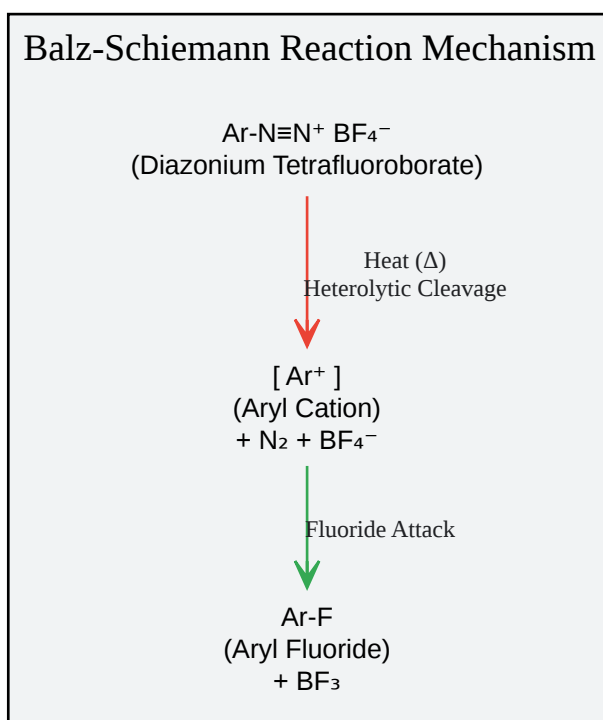 Balz-Schiemann Reaction Mechanism
Ar-N≡N⁺ BF₄⁻
(Diazonium Tetrafluoroborate)
Heat (Δ)
Heterolytic Cleavage
[ Ar⁺ ]
(Aryl Cation)
+ N₂ + BF₄⁻
Fluoride Attack
Ar-F
(Aryl Fluoride)
+ BF₃